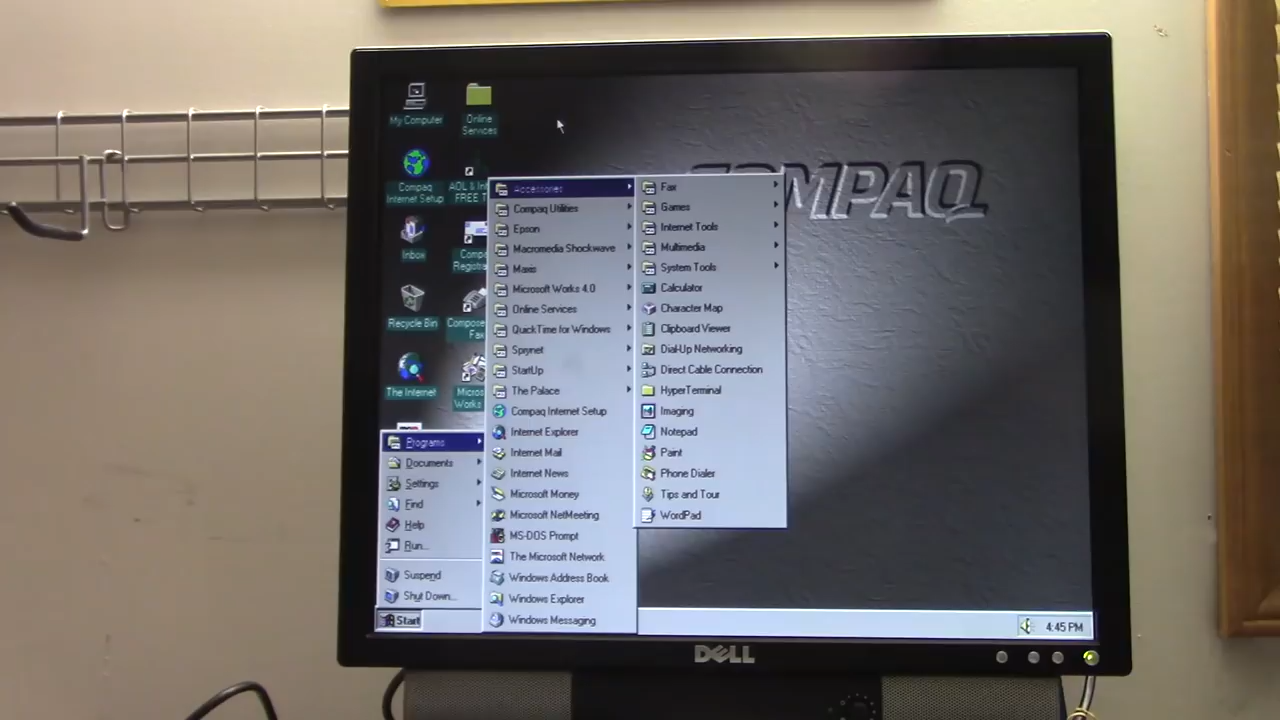 My Computer
Online
Services
COMPAQ
Compaq
Internet Setup
AOL &
FREE
Inbox
Recycle Bin
Fax
The Internet
Works
Accessories
Compaq Utilities
Epson
Macromedia Shockwave
Maxis
Microsoft Works 4.0
Online Services
QuickTime for Windows
Sprynet
StartUp
The Palace
Compaq Internet Setup
Internet Explorer
Internet Mail
Internet News
Microsoft Money
Microsoft NetMeeting
MS-DOS Prompt
The Microsoft Network
Windows Address Book
Windows Explorer
Windows Messaging
Fax
Games
Internet Tools
Multimedia
System Tools
Calculator
Character Map
Clipboard Viewer
Dial-Up Networking
Direct Cable Connection
HyperTerminal
Imaging
Notepad
Paint
Phone Dialer
Tips and Tour
WordPad
Programs
Documents
Settings
Find
Help
Run...
Suspend
Shut Down...
Start
4:45 PM
DELL